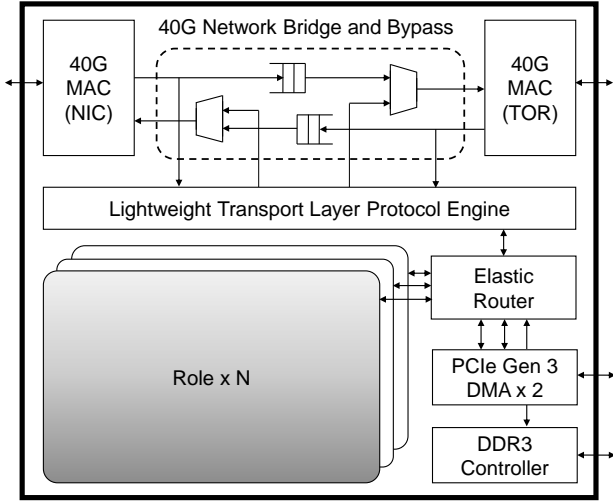 40G Network Bridge and Bypass
40G
MAC
(NIC)
40G
MAC
(TOR)
Lightweight Transport Layer Protocol Engine
Elastic
Router
Role x N
PCIe Gen 3
DMA x 2
DDR3
Controller